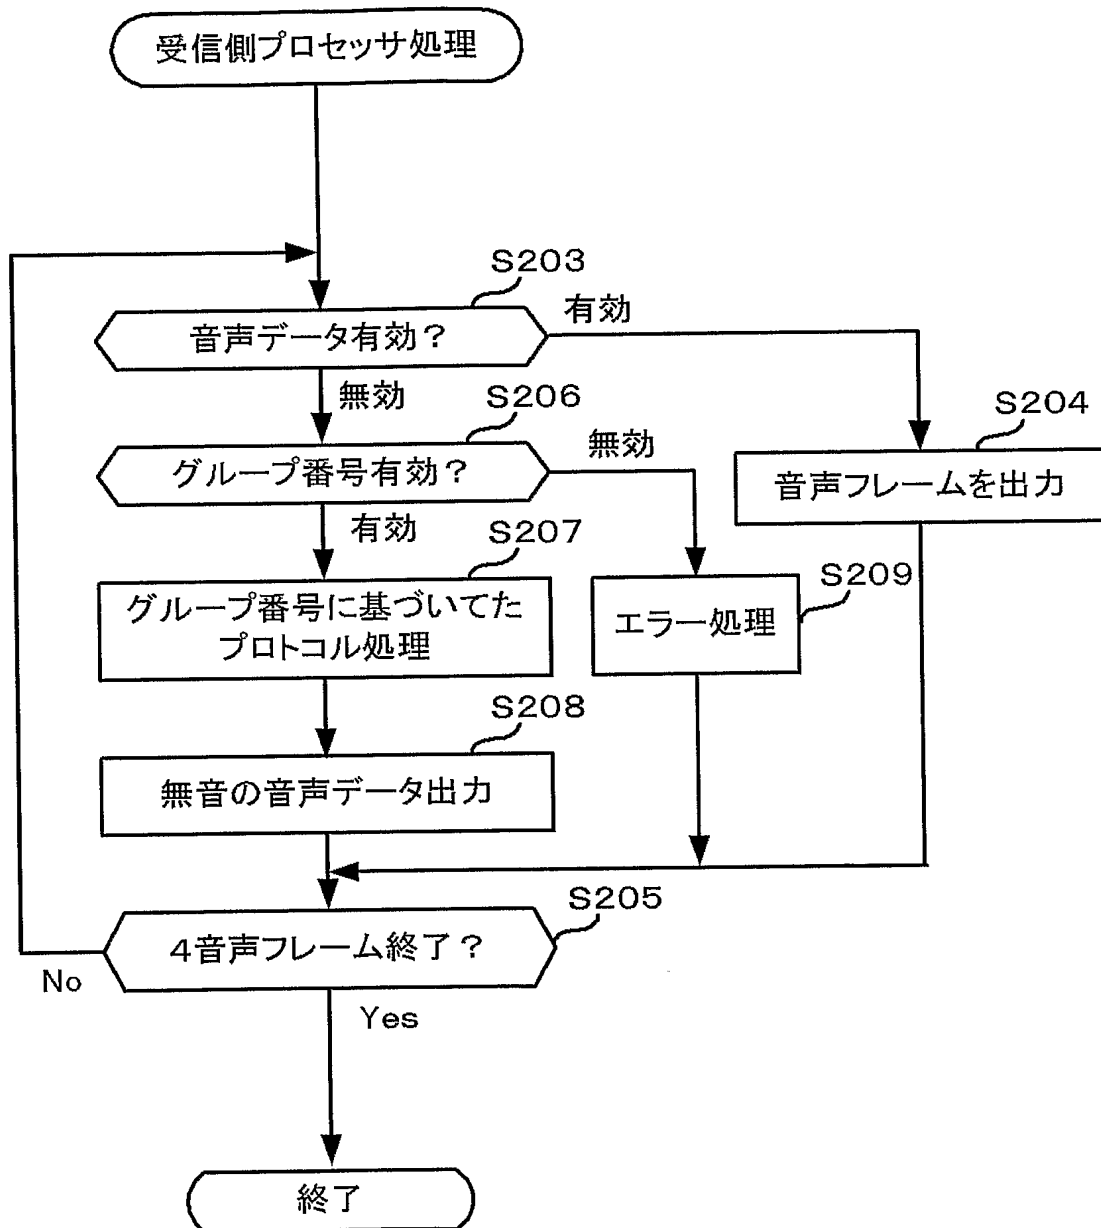 受信側プロセッサ処理
S203
音声データ有効？
有効
無効
S206
グループ番号有効？
無効
S204
音声フレームを出力
有効
S207
グループ番号に基づいてた
プロトコル処理
S209
エラー処理
S208
無音の音声データ出力
S205
４音声フレーム終了？
No
Yes
終了